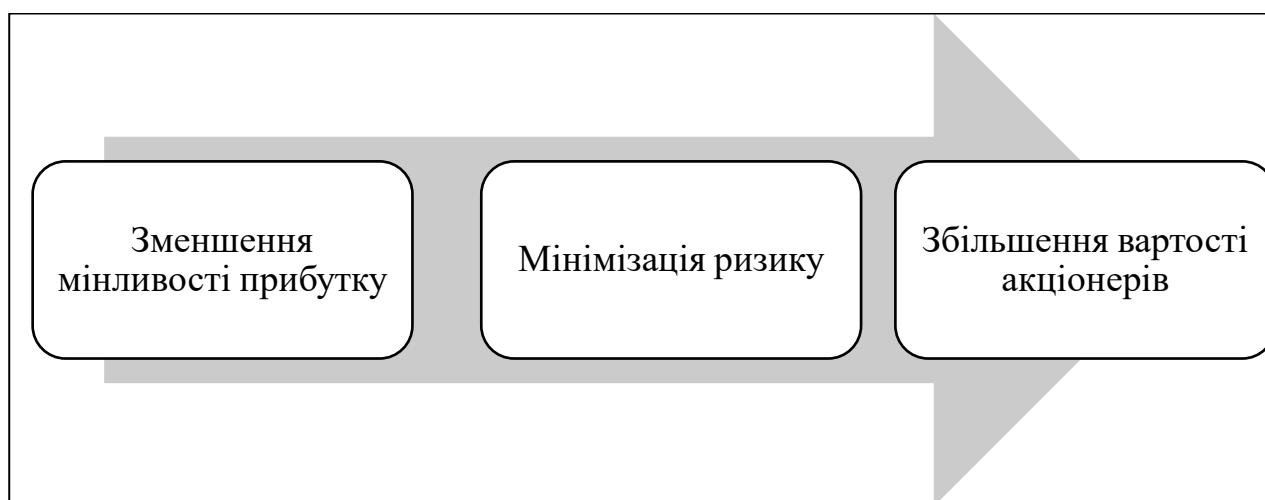 Зменшення
мінливості прибутку
Мінімізація ризику
Збільшення вартості
акціонерів